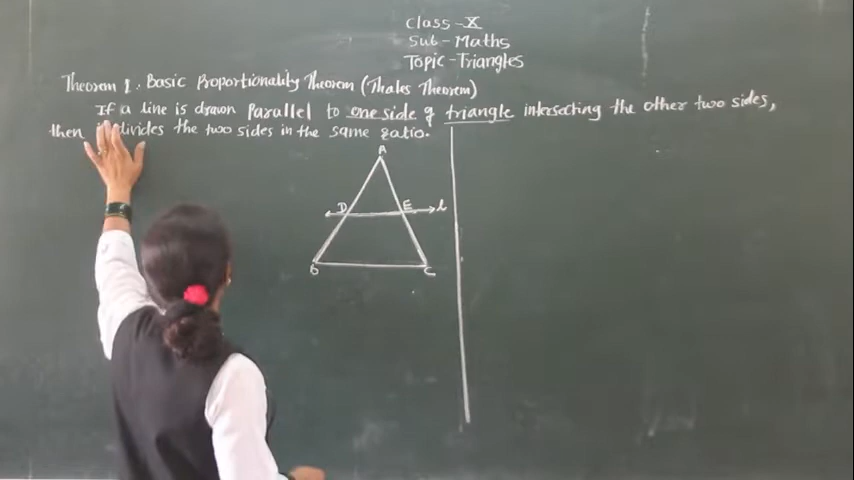 Class - X
Sub - Maths
Topic - Triangles
Theorem 1 : Basic Proportionality Theorem (Thales Theorem)
If a line is drawn Parallel to one side of triangle intersecting the other two sides,
then divides the two sides in the same ratio.
A
D E l
B C